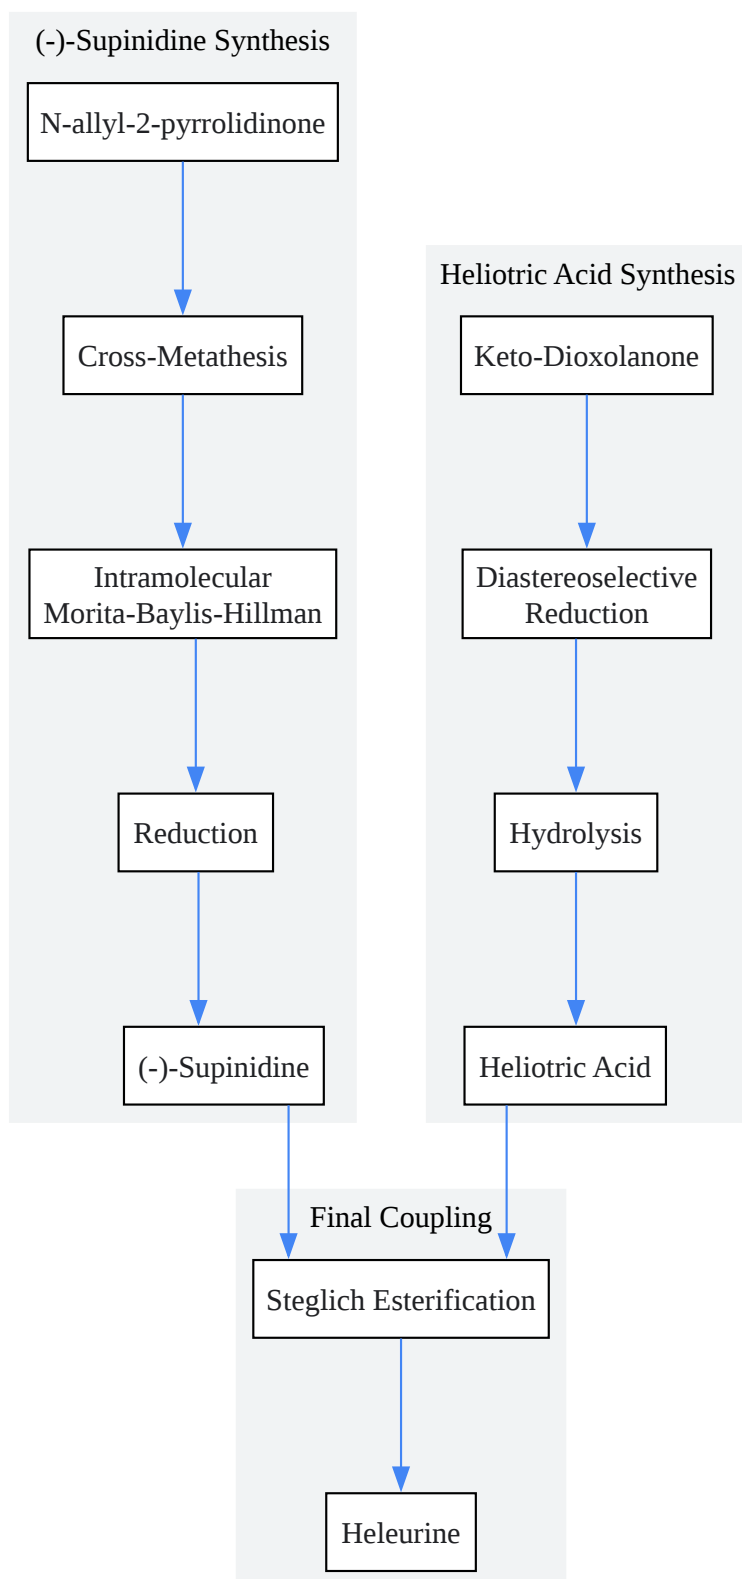 (-)-Supinidine Synthesis
N-allyl-2-pyrrolidinone
Cross-Metathesis
Intramolecular
Morita-Baylis-Hillman
Reduction
(-)-Supinidine
Heliotric Acid Synthesis
Keto-Dioxolanone
Diastereoselective
Reduction
Hydrolysis
Heliotric Acid
Final Coupling
Steglich Esterification
Heleurine